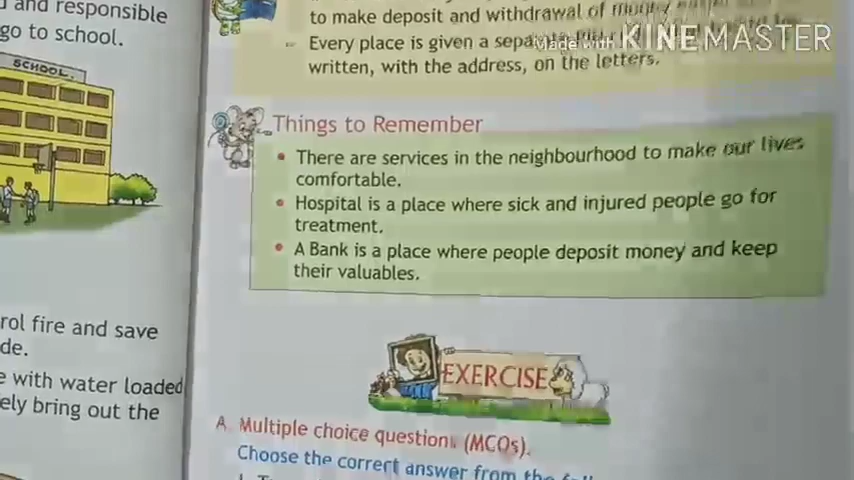 and responsible
go to school.
SCHOOL
rol fire and save
de.
e with water loaded
ely bring out the
to make deposit and withdrawal of money
Every place is given a separate
written, with the address, on the letters.
Made with KINEMASTER
Things to Remember
• There are services in the neighbourhood to make our lives
comfortable.
• Hospital is a place where sick and injured people go for
treatment.
• A Bank is a place where people deposit money and keep
their valuables.
EXERCISE
A. Multiple choice questions (MCQs).
Choose the correct answer from the